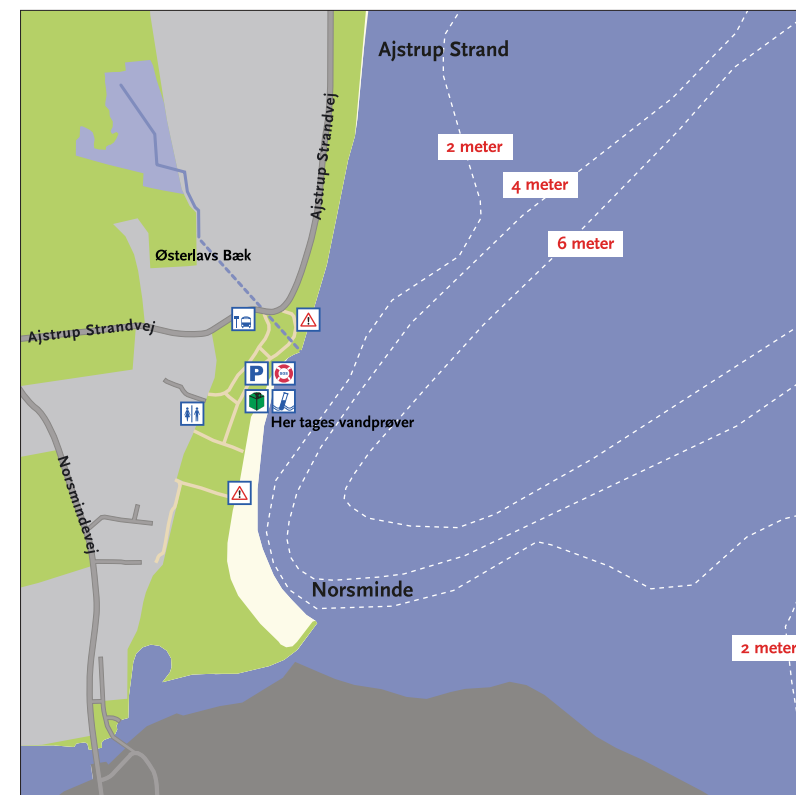 Ajstrup Strand
Ajstrup Strandvej
2 meter
4 meter
6 meter
Østerlavs Bæk
Ajstrup Strandvej
P
Her tages vandprøver
Norsmindevej
Norsminde
2 meter